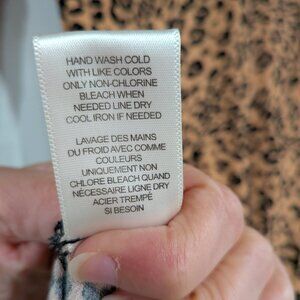 HAND WASH COLD
WITH LIKE COLORS
ONLY NON-CHLORINE
BLEACH WHEN
NEEDED LINE DRY
COOL IRON IF NEEDED
LAVAGE DES MAINS
DU FROID AVEC COMME
COULEURS
UNIQUEMENT NON
CHLORE BLEACH QUAND
NÉCESSAIRE LIGNE DRY
ACIER TREMPÉ
SI BESOIN